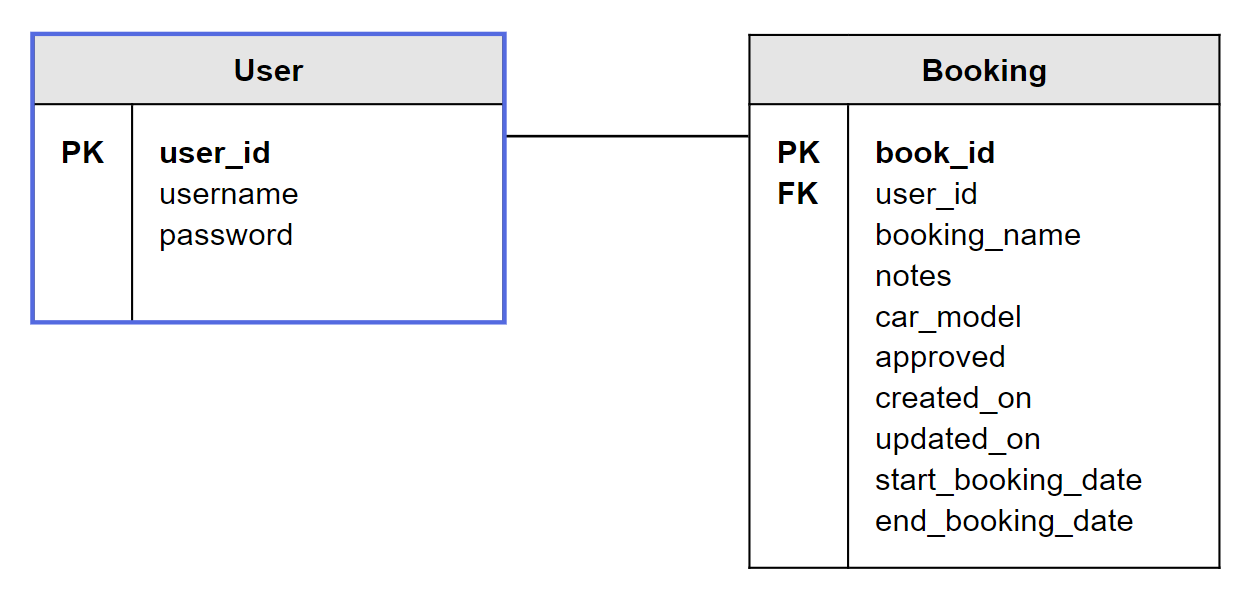 User
PK user_id
username
password
Booking
PK book_id
FK user_id
booking_name
notes
car_model
approved
created_on
updated_on
start_booking_date
end_booking_date